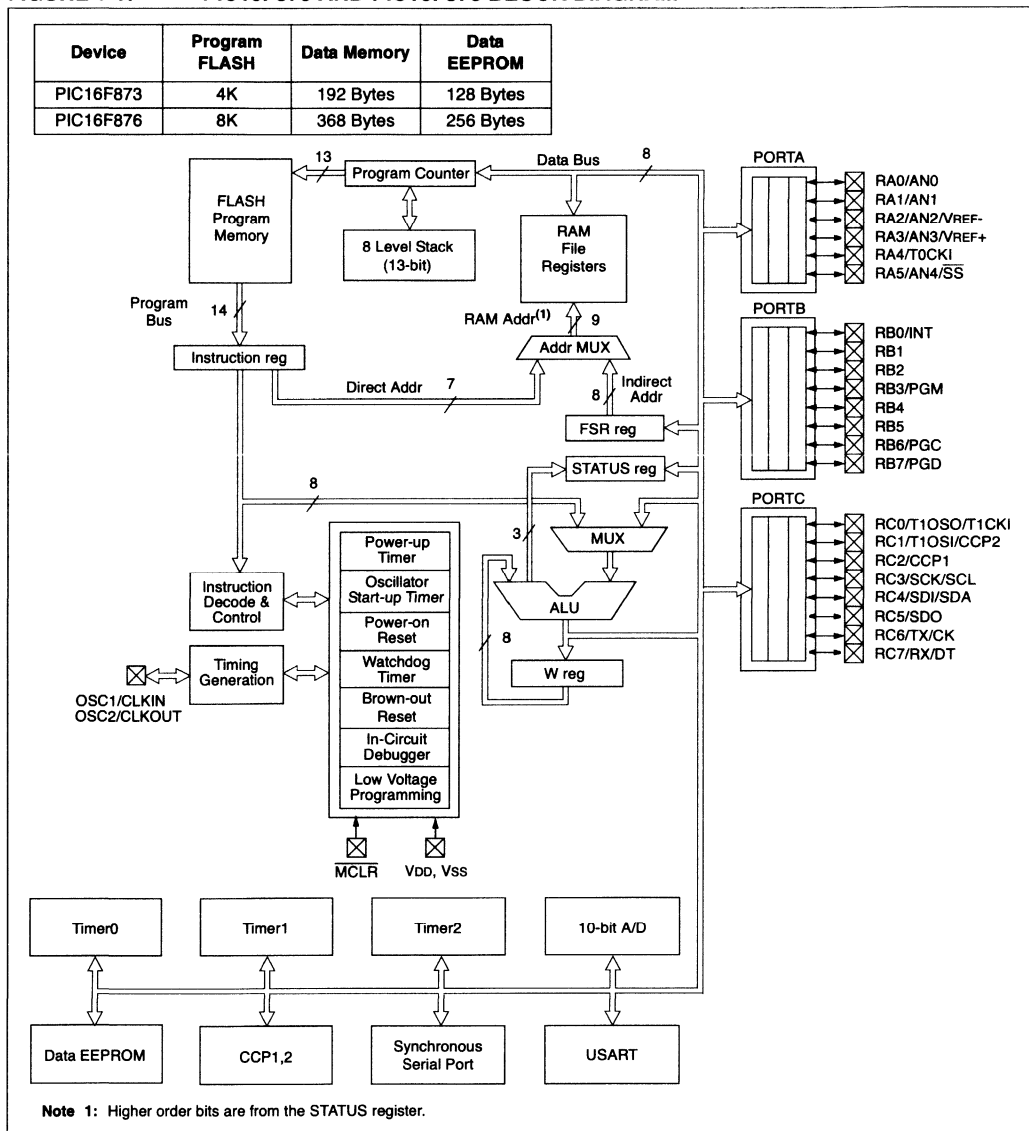 Device Program FLASH Data Memory Data EEPROM
PIC16F873 4K 192 Bytes 128 Bytes
PIC16F876 8K 368 Bytes 256 Bytes
13
Program Counter
Data Bus
8
FLASH
Program
Memory
8 Level Stack
(13-bit)
RAM
File
Registers
Program
Bus
14
RAM Addr(1)
9
Addr MUX
Instruction reg
Direct Addr
7
8
Indirect
Addr
FSR reg
STATUS reg
8
3
MUX
ALU
8
W reg
Instruction
Decode &
Control
Timing
Generation
OSC1/CLKIN
OSC2/CLKOUT
Power-up
Timer
Oscillator
Start-up Timer
Power-on
Reset
Watchdog
Timer
Brown-out
Reset
In-Circuit
Debugger
Low Voltage
Programming
MCLR
VDD, VSS
PORTA
RA0/AN0
RA1/AN1
RA2/AN2/VREF-
RA3/AN3/VREF+
RA4/T0CKI
RA5/AN4/SS
PORTB
RB0/INT
RB1
RB2
RB3/PGM
RB4
RB5
RB6/PGC
RB7/PGD
PORTC
RC0/T1OSO/T1CKI
RC1/T1OSI/CCP2
RC2/CCP1
RC3/SCK/SCL
RC4/SDI/SDA
RC5/SDO
RC6/TX/CK
RC7/RX/DT
Timer0
Timer1
Timer2
10-bit A/D
Data EEPROM
CCP1,2
Synchronous
Serial Port
USART
Note 1: Higher order bits are from the STATUS register.